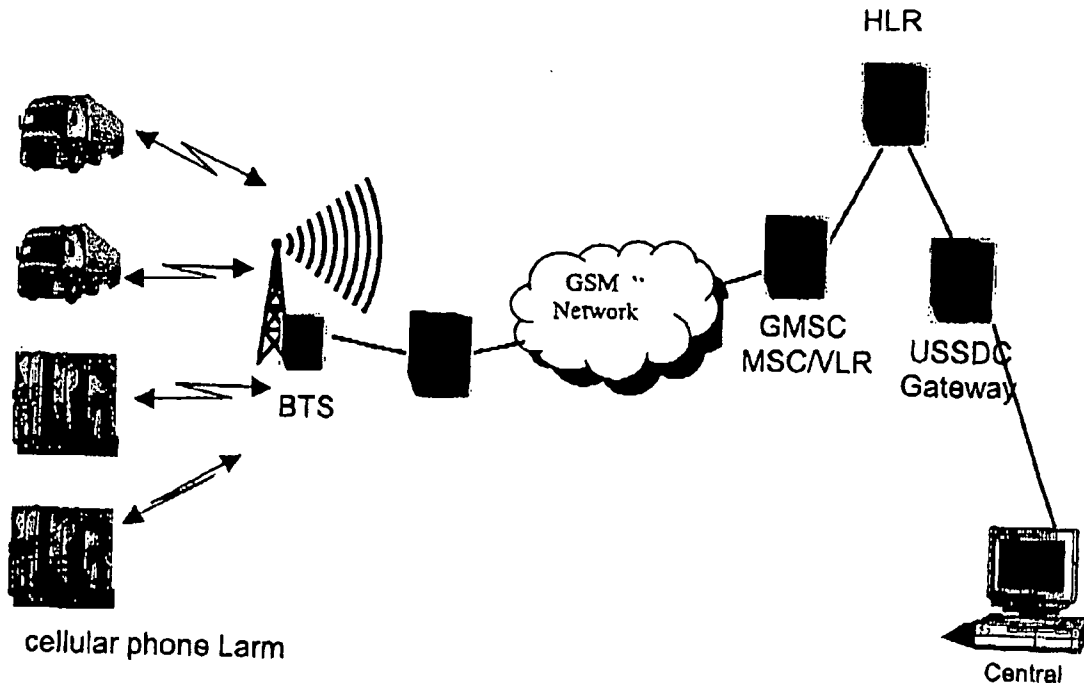 HLR
GSM
Network
GMSC
MSC/VLR
USSDC
Gateway
BTS
cellular phone Larm
Central